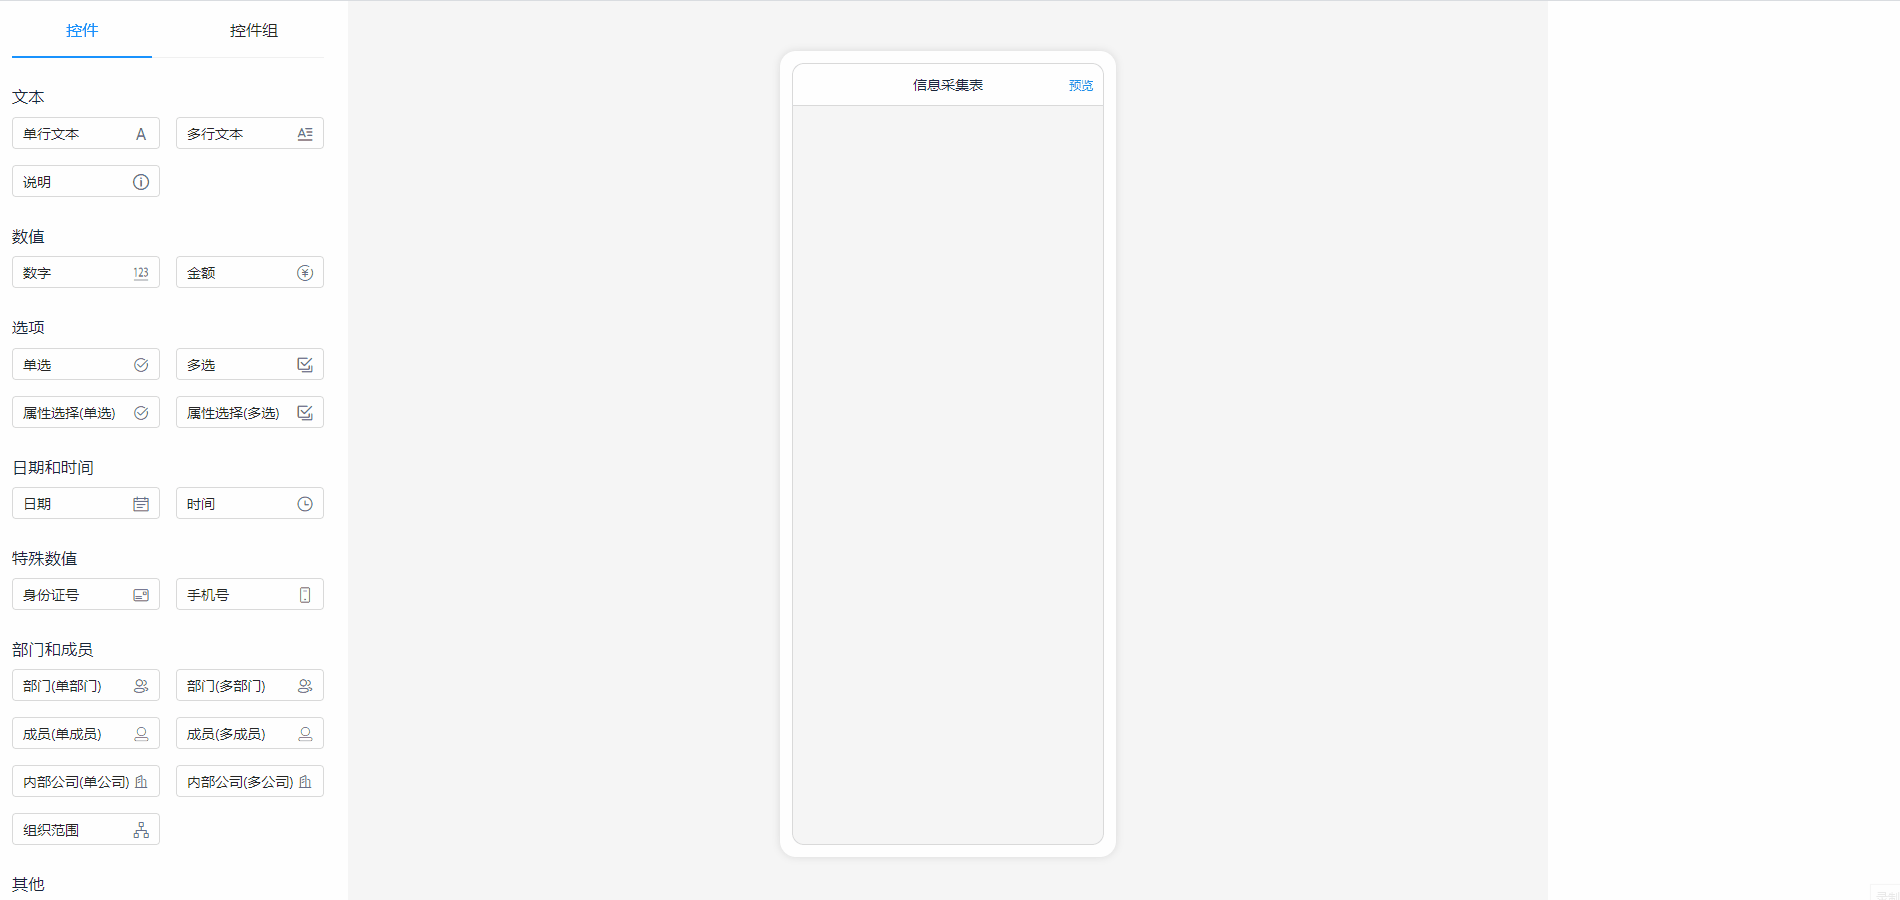 控件 控件组
文本
单行文本 A 多行文本
说明
数值
数字 123 金额 ¥
选项
单选 多选
属性选择(单选) 属性选择(多选)
日期和时间
日期 时间
特殊数值
身份证号 手机号
部门和成员
部门(单部门) 部门(多部门)
成员(单成员) 成员(多成员)
内部公司(单公司) 内部公司(多公司)
组织范围
其他
信息采集表 预览